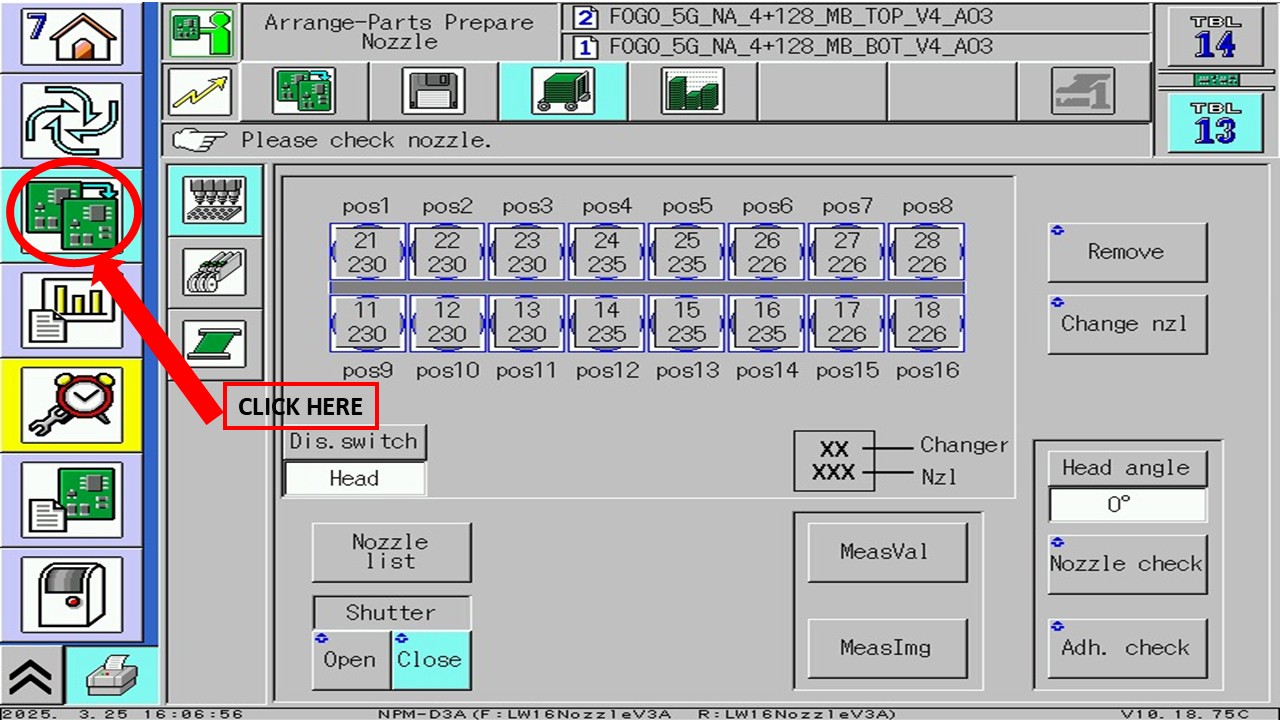 7
Arrange-Parts Prepare
Nozzle
2 FOGO_5G_NA_4+128_MB_TOP_V4_A03
1 FOGO_5G_NA_4+128_MB_BOT_V4_A03
TBL
14
TBL
13
Please check nozzle.
pos1 pos2 pos3 pos4 pos5 pos6 pos7 pos8
21 22 23 24 25 26 27 28
230 230 230 235 235 226 226 226
11 12 13 14 15 16 17 18
230 230 230 235 235 235 226 226
pos9 pos10 pos11 pos12 pos13 pos14 pos15 pos16
Remove
Change nzl
CLICK HERE
Dis.switch
Head
XX Changer
XXX Nzl
Head angle
0°
Nozzle check
Adh. check
Nozzle
list
MeasVal
MeasImg
Shutter
Open Close
2025. 3.25 16:06:56 NPM-D3A(F:LW16NozzleV3A R:LW16NozzleV3A) V10.18.75C